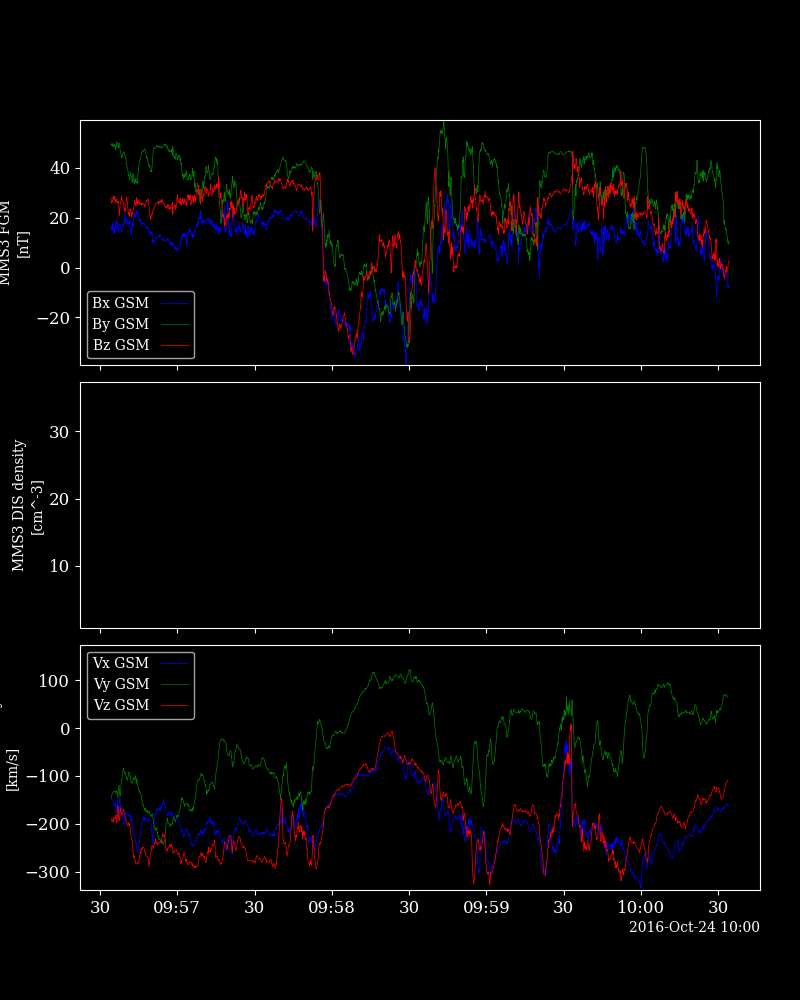 MMS3 FGM
[nT]
40
20
0
−20
Bx GSM
By GSM
Bz GSM
MMS3 DIS density
[cm^-3]
30
20
10
[km/s]
100
0
−100
−200
−300
Vx GSM
Vy GSM
Vz GSM
30
09:57
30
09:58
30
09:59
30
10:00
30
2016-Oct-24 10:00